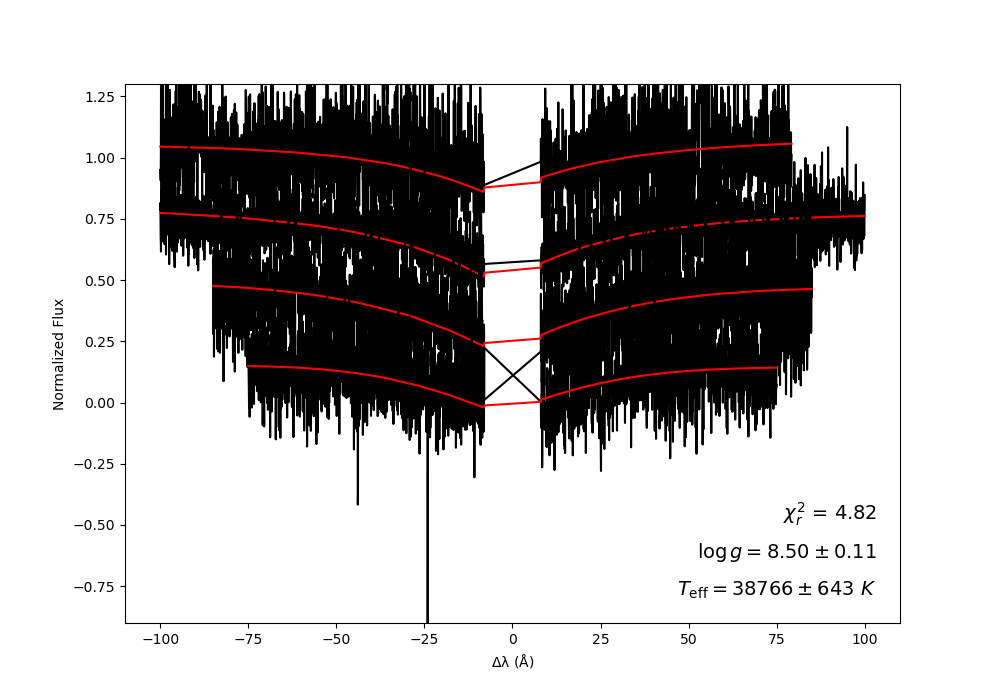 1.25
1.00
0.75
0.50
0.25
0.00
−0.25
−0.50
−0.75
Normalized Flux
χ²ᵣ = 4.82
log g = 8.50 ± 0.11
T_eff = 38766 ± 643 K
−100 −75 −50 −25 0 25 50 75 100
Δλ (Å)